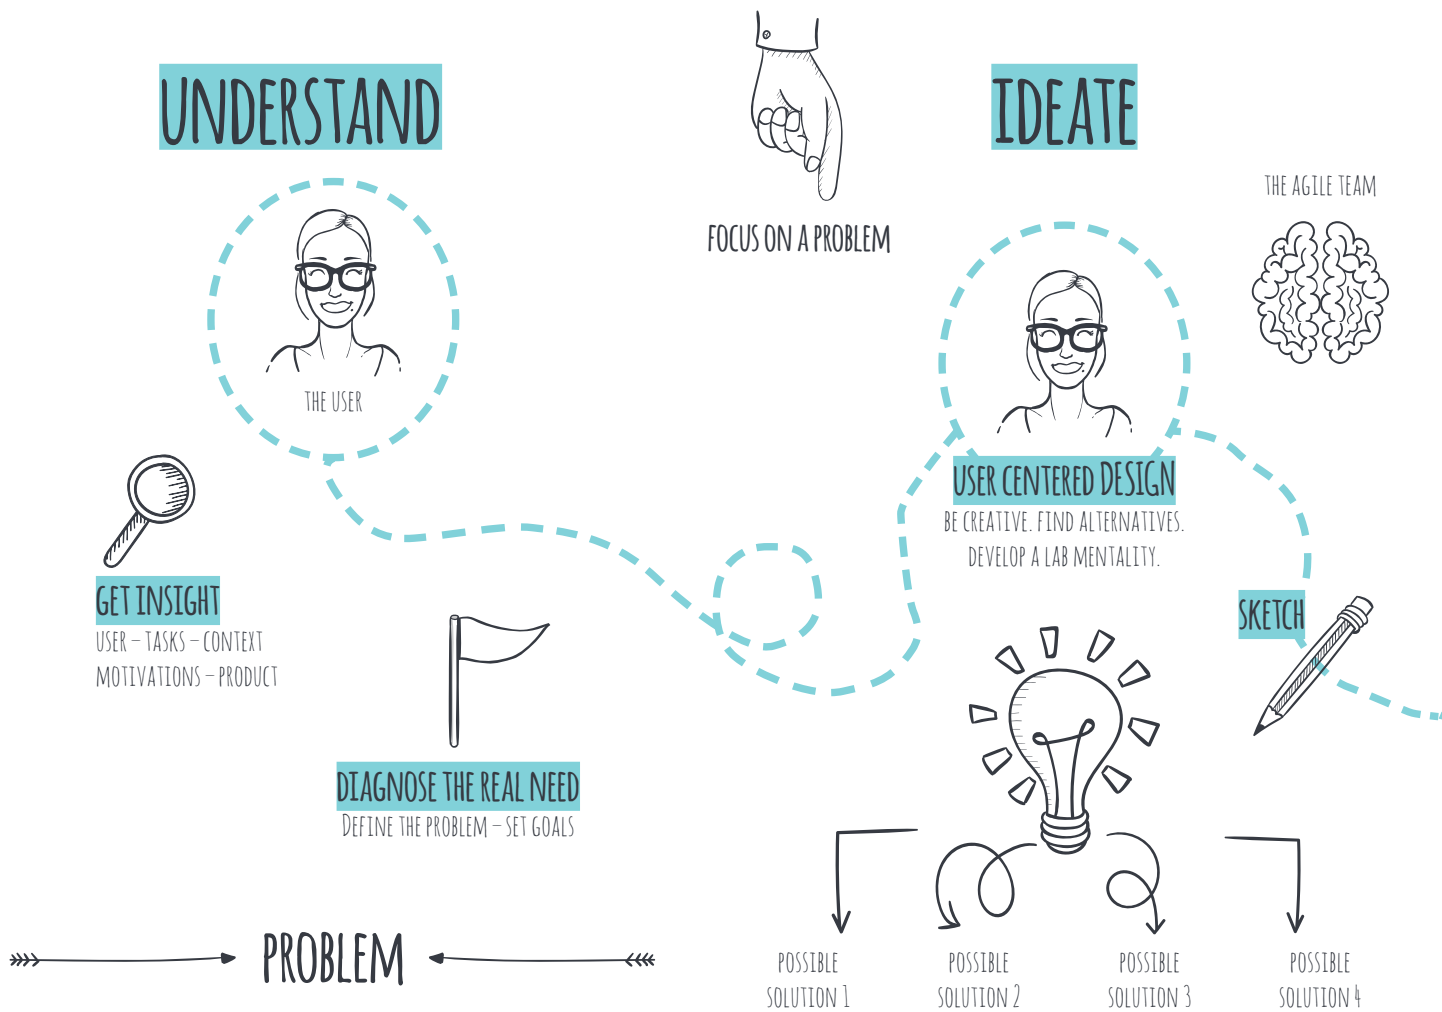 UNDERSTAND
THE USER
GET INSIGHT
USER – TASKS – CONTEXT
MOTIVATIONS – PRODUCT
DIAGNOSE THE REAL NEED
DEFINE THE PROBLEM – SET GOALS
PROBLEM
FOCUS ON A PROBLEM
IDEATE
THE AGILE TEAM
USER CENTERED DESIGN
BE CREATIVE. FIND ALTERNATIVES.
DEVELOP A LAB MENTALITY.
SKETCH
POSSIBLE
SOLUTION 1
POSSIBLE
SOLUTION 2
POSSIBLE
SOLUTION 3
POSSIBLE
SOLUTION 4